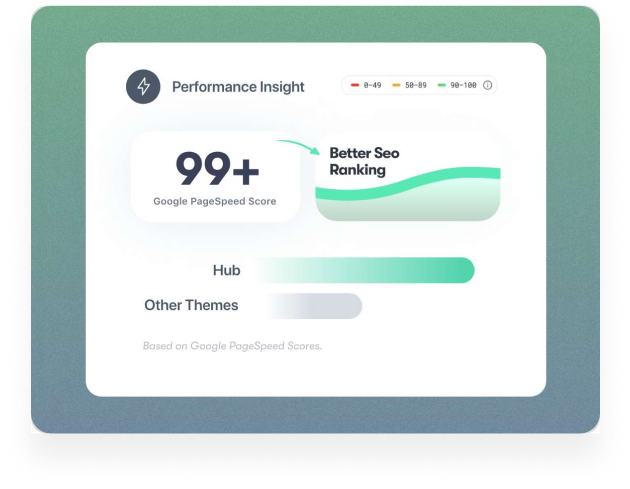 Performance Insight
0-49 50-89 90-100
99+
Google PageSpeed Score
Better Seo
Ranking
Hub
Other Themes
Based on Google PageSpeed Scores.